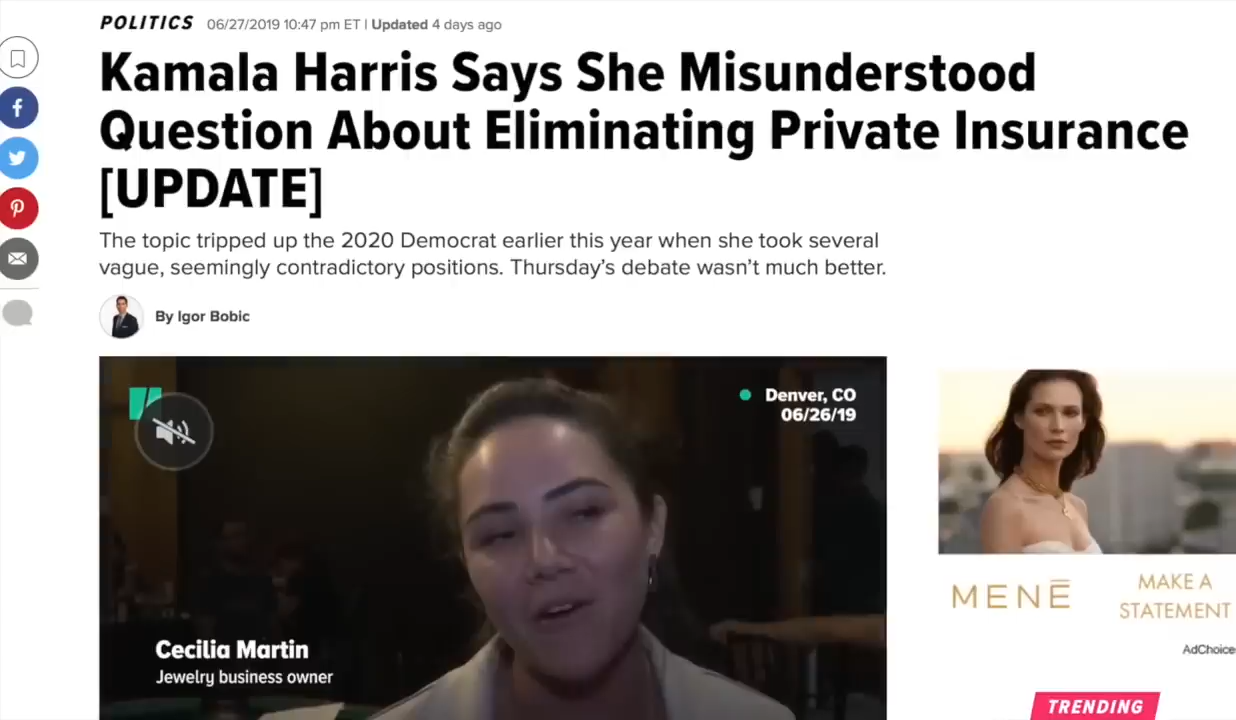 POLITICS 06/27/2019 10:47 pm ET | Updated 4 days ago
Kamala Harris Says She Misunderstood
Question About Eliminating Private Insurance
[UPDATE]
The topic tripped up the 2020 Democrat earlier this year when she took several
vague, seemingly contradictory positions. Thursday's debate wasn't much better.
By Igor Bobic
Denver, CO
06/26/19
Cecilia Martin
Jewelry business owner
MENĒ
MAKE A
STATEMENT
AdChoice
TRENDING